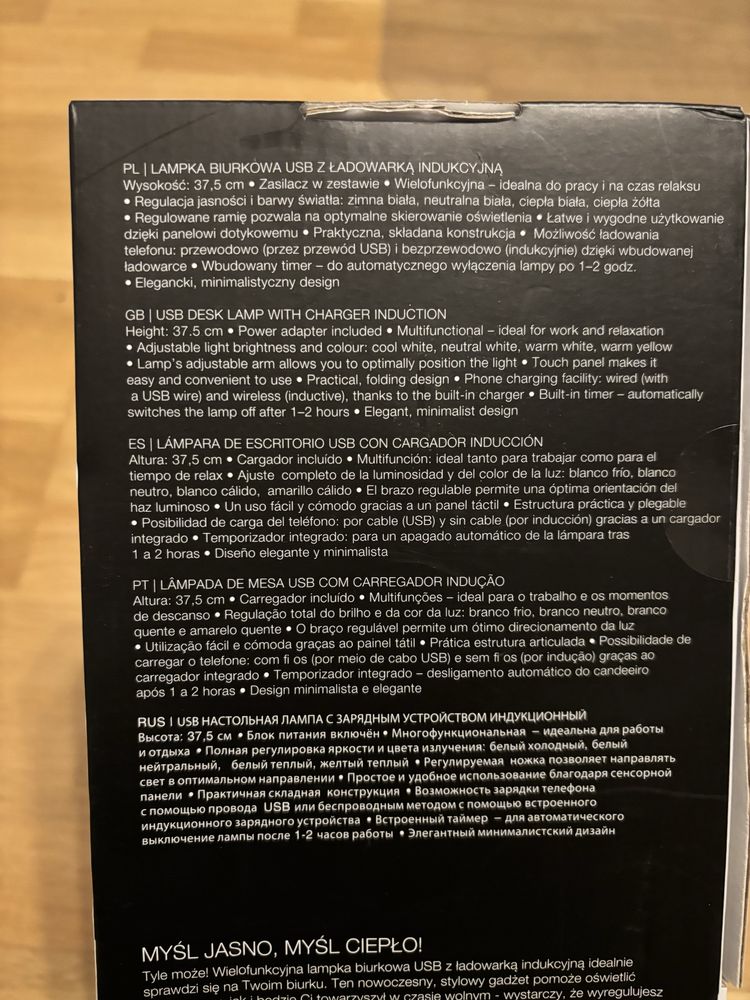 PL | LAMPKA BIURKOWA USB Z ŁADOWARKĄ INDUKCYJNĄ
Wysokość: 37,5 cm • Zasilacz w zestawie • Wielofunkcyjna – idealna do pracy i na czas relaksu
• Regulacja jasności i barwy światła: zimna biała, neutralna biała, ciepła biała, ciepła żółta
• Regulowane ramię pozwala na optymalne skierowanie oświetlenia • Łatwe i wygodne użytkowanie
dzięki panelowi dotykowemu • Praktyczna, składana konstrukcja • Możliwość ładowania
telefonu: przewodowo (przez przewód USB) i bezprzewodowo (indukcyjnie) dzięki wbudowanej
ładowarce • Wbudowany timer – do automatycznego wyłączenia lampy po 1–2 godz.
• Elegancki, minimalistyczny design
GB | USB DESK LAMP WITH CHARGER INDUCTION
Height: 37.5 cm • Power adapter included • Multifunctional – ideal for work and relaxation
• Adjustable light brightness and colour: cool white, neutral white, warm white, warm yellow
• Lamp's adjustable arm allows you to optimally position the light • Touch panel makes it
easy and convenient to use • Practical, folding design • Phone charging facility: wired (with
a USB wire) and wireless (inductive), thanks to the built-in charger • Built-in timer – automatically
switches the lamp off after 1–2 hours • Elegant, minimalist design
ES | LÁMPARA DE ESCRITORIO USB CON CARGADOR INDUCCIÓN
Altura: 37,5 cm • Cargador incluído • Multifunción: ideal tanto para trabajar como para el
tiempo de relax • Ajuste completo de la luminosidad y del color de la luz: blanco frío, blanco
neutro, blanco cálido, amarillo cálido • El brazo regulable permite una óptima orientación del
haz luminoso • Un uso fácil y cómodo gracias a un panel táctil • Estructura práctica y plegable
• Posibilidad de carga del teléfono: por cable (USB) y sin cable (por inducción) gracias a un cargador
integrado • Temporizador integrado: para un apagado automático de la lámpara tras
1 a 2 horas • Diseño elegante y minimalista
PT | LÂMPADA DE MESA USB COM CARREGADOR INDUÇÃO
Altura: 37,5 cm • Carregador incluído • Multifunções – ideal para o trabalho e os momentos
de descanso • Regulação total do brilho e da cor da luz: branco frio, branco neutro, branco
quente e amarelo quente • O braço regulável permite um ótimo direcionamento da luz
• Utilização fácil e cómoda graças ao painel tátil • Prática estrutura articulada • Possibilidade de
carregar o telefone: com fi os (por meio de cabo USB) e sem fi os (por indução) graças ao
carregador integrado • Temporizador integrado – desligamento automático do candeeiro
após 1 a 2 horas • Design minimalista e elegante
RUS | USB НАСТОЛЬНАЯ ЛАМПА С ЗАРЯДНЫМ УСТРОЙСТВОМ ИНДУКЦИОННЫЙ
Высота: 37,5 см • Блок питания включён • Многофункциональная – идеальна для работы
и отдыха • Полная регулировка яркости и цвета излучения: белый холодный, белый
нейтральный, белый теплый, желтый теплый • Регулируемая ножка позволяет направлять
свет в оптимальном направлении • Простое и удобное использование благодаря сенсорной
панели • Практичная складная конструкция • Возможность зарядки телефона
с помощью провода USB или беспроводным методом с помощью встроенного
индукционного зарядного устройства • Встроенный таймер – для автоматического
выключение лампы после 1-2 часов работы • Элегантный минималистский дизайн
MYŚL JASNO, MYŚL CIEPŁO!
Tyle może! Wielofunkcyjna lampka biurkowa USB z ładowarką indukcyjną idealnie
sprawdzi się na Twoim biurku. Ten nowoczesny, stylowy gadżet pomoże oświetlić
jak i będzie Ci towarzyszył w czasie wolnym - wystarczy, że wyregulujesz